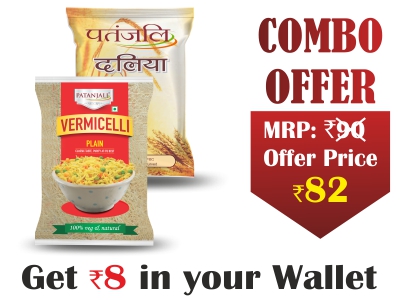 पतंजलि
दलिया
PATANJALI
VERMICELLI
PLAIN
100% veg & natural
COMBO
OFFER
MRP: ₹90
Offer Price
₹82
Get ₹8 in your Wallet